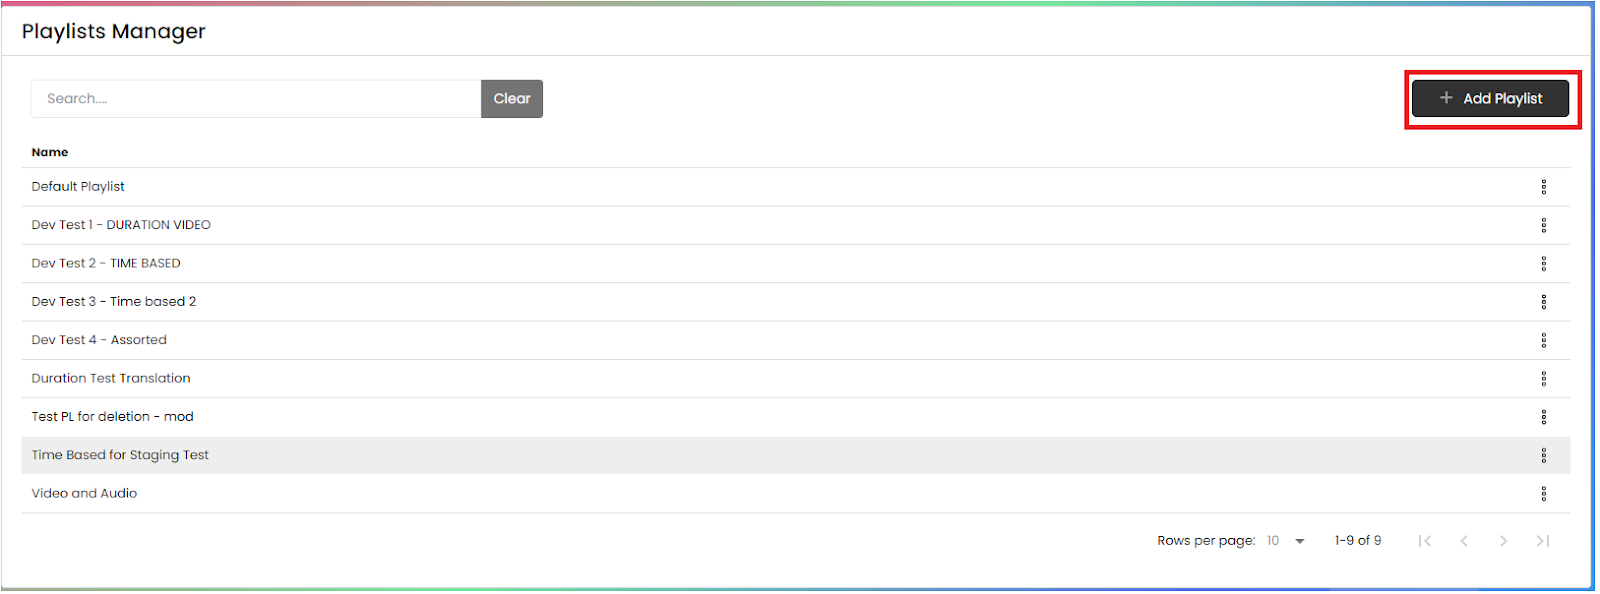 Playlists Manager
Search.... Clear + Add Playlist
Name
Default Playlist
Dev Test 1 - DURATION VIDEO
Dev Test 2 - TIME BASED
Dev Test 3 - Time based 2
Dev Test 4 - Assorted
Duration Test Translation
Test PL for deletion - mod
Time Based for Staging Test
Video and Audio
Rows per page: 10 1-9 of 9